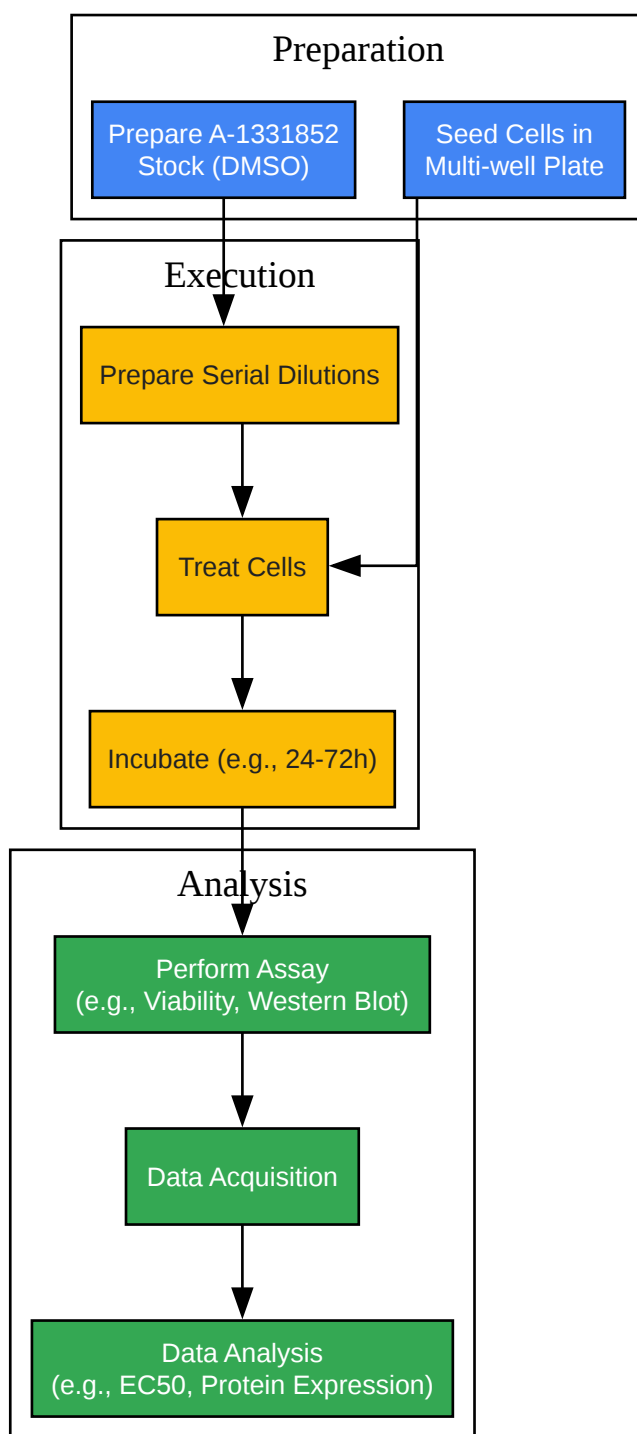 Preparation
Prepare A-1331852
Stock (DMSO)
Seed Cells in
Multi-well Plate
Execution
Prepare Serial Dilutions
Treat Cells
Incubate (e.g., 24-72h)
Analysis
Perform Assay
(e.g., Viability, Western Blot)
Data Acquisition
Data Analysis
(e.g., EC50, Protein Expression)